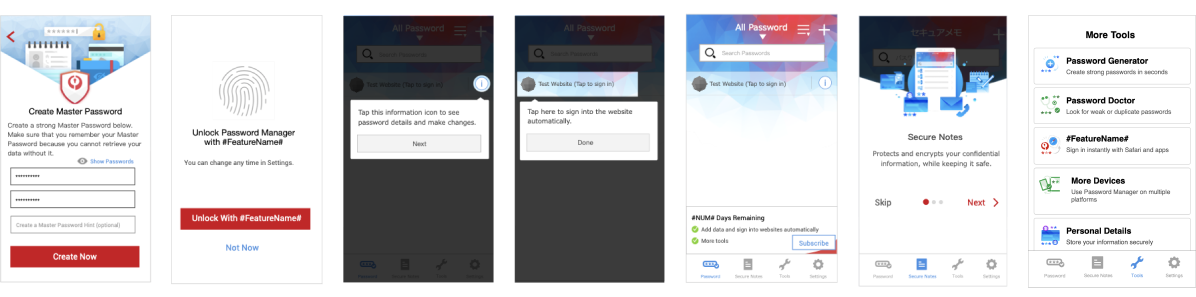 Create Master Password
Create a strong Master Password below.
Make sure that you remember your Master
Password because you cannot retrieve your
data without it.
Show Passwords
Create a Master Password Hint (optional)
Create Now
Unlock Password Manager
with #FeatureName#
You can change any time in Settings.
Unlock With #FeatureName#
Not Now
All Password
Search Passwords
Test Website (Tap to sign in)
Tap this information icon to see
password details and make changes.
Next
Password
Secure Notes
Tools
Settings
All Password
Search Passwords
Test Website (Tap to sign in)
Tap here to sign into the website
automatically.
Done
Password
Secure Notes
Tools
Settings
All Password
Search Passwords
Test Website (Tap to sign in)
#NUM# Days Remaining
Add data and sign into websites automatically
More tools
Subscribe
Password
Secure Notes
Tools
Settings
セキュアメモ
Secure Notes
Protects and encrypts your confidential
information, while keeping it safe.
Skip
Next
Password
Secure Notes
Tools
Settings
More Tools
Password Generator
Create strong passwords in seconds
Password Doctor
Look for weak or duplicate passwords
#FeatureName#
Sign in instantly with Safari and apps
More Devices
Use Password Manager on multiple
platforms
Personal Details
Store your information securely
Password
Secure Notes
Tools
Settings